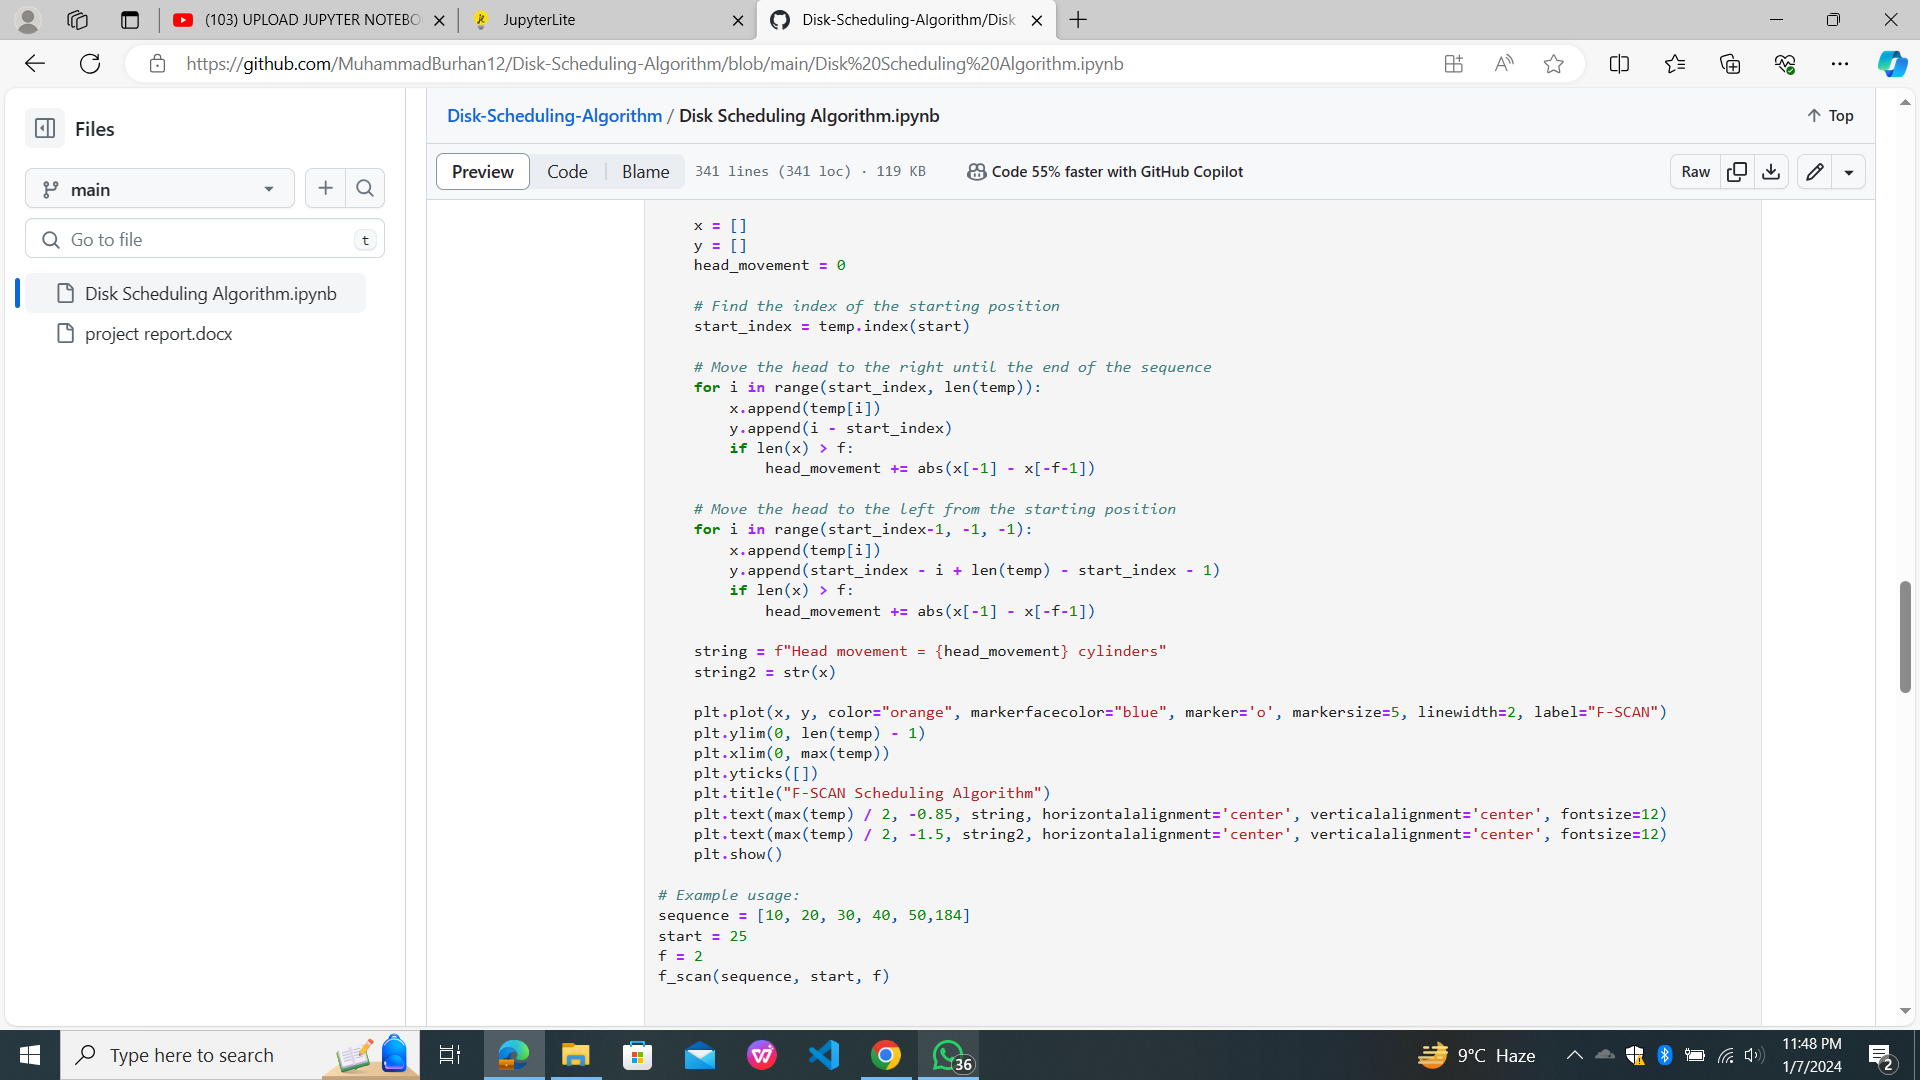 (103) UPLOAD JUPYTER NOTEBO
JupyterLite
Disk-Scheduling-Algorithm/Disk
https://github.com/MuhammadBurhan12/Disk-Scheduling-Algorithm/blob/main/Disk%20Scheduling%20Algorithm.ipynb
Files
main
Go to file
t
Disk Scheduling Algorithm.ipynb
project report.docx
Disk-Scheduling-Algorithm / Disk Scheduling Algorithm.ipynb
Top
Preview Code Blame 341 lines (341 loc) · 119 KB Code 55% faster with GitHub Copilot Raw
x = []
y = []
head_movement = 0
# Find the index of the starting position
start_index = temp.index(start)
# Move the head to the right until the end of the sequence
for i in range(start_index, len(temp)):
x.append(temp[i])
y.append(i - start_index)
if len(x) > f:
head_movement += abs(x[-1] - x[-f-1])
# Move the head to the left from the starting position
for i in range(start_index-1, -1, -1):
x.append(temp[i])
y.append(start_index - i + len(temp) - start_index - 1)
if len(x) > f:
head_movement += abs(x[-1] - x[-f-1])
string = f"Head movement = {head_movement} cylinders"
string2 = str(x)
plt.plot(x, y, color="orange", markerfacecolor="blue", marker='o', markersize=5, linewidth=2, label="F-SCAN")
plt.ylim(0, len(temp) - 1)
plt.xlim(0, max(temp))
plt.yticks([])
plt.title("F-SCAN Scheduling Algorithm")
plt.text(max(temp) / 2, -0.85, string, horizontalalignment='center', verticalalignment='center', fontsize=12)
plt.text(max(temp) / 2, -1.5, string2, horizontalalignment='center', verticalalignment='center', fontsize=12)
plt.show()
# Example usage:
sequence = [10, 20, 30, 40, 50,184]
start = 25
f = 2
f_scan(sequence, start, f)
Type here to search
36
9°C Haze
11:48 PM
1/7/2024
2